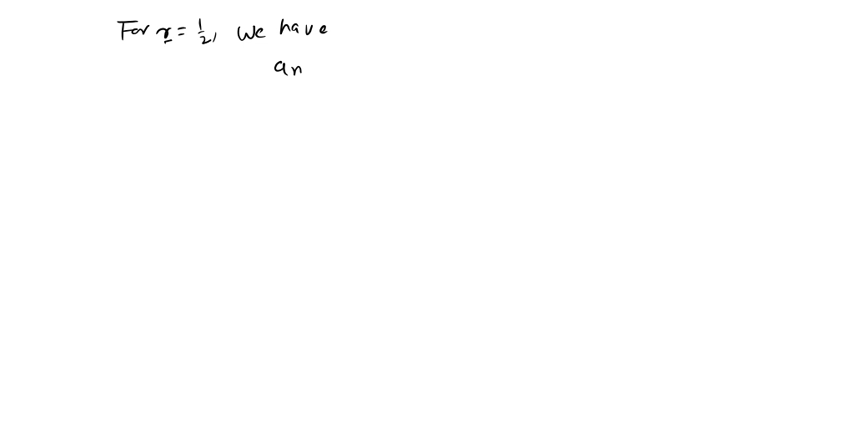 For r = 1/2, we have
an